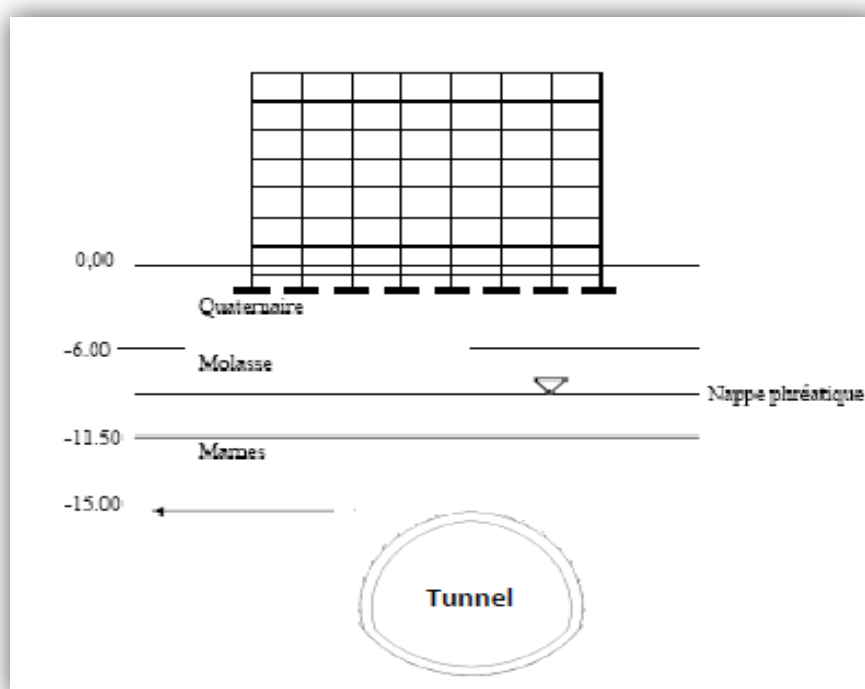 0,00
Quaternaire
-6.00
Molasse
Nappe phréatique
-11.50
Marnes
-15.00
Tunnel